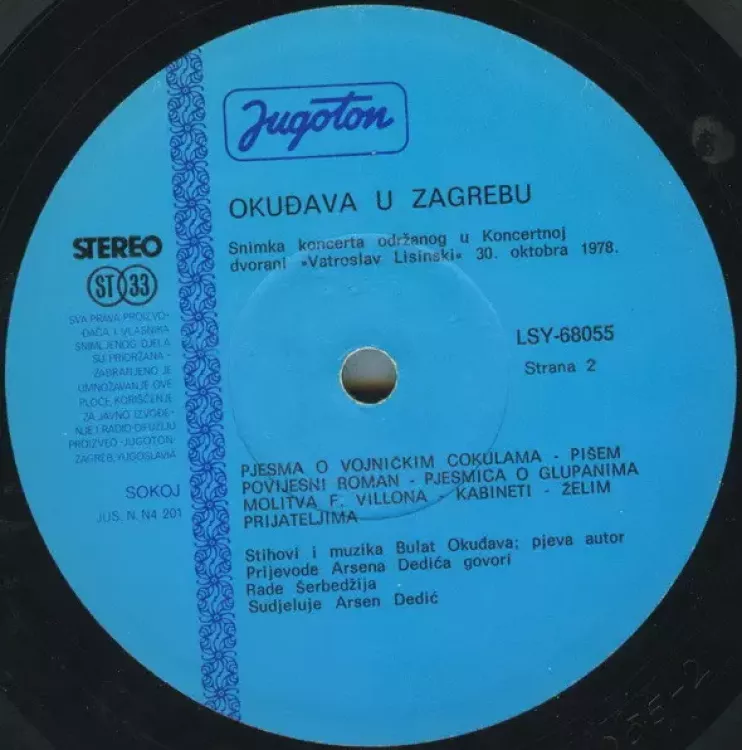 Jugoton
OKUĐAVA U ZAGREBU
Snimka koncerta održanog u Koncertnoj
dvorani »Vatroslav Lisinski« 30. oktobra 1978.
STEREO
ST 33
SVA PRAVA PROIZVO-
ĐAČA I VLASNIKA
SNIMLJENOG DJELA
SU PRIDRŽANA -
ZABRANJENO JE
UMNOŽAVANJE OVE
PLOČE, KORIŠĆENJE
ZA JAVNO IZVOĐE-
NJE I RADIO DIFUZIJU
PROIZVEO »JUGOTON«
ZAGREB, YUGOSLAVIA
SOKOJ
JUS. N. N4 201
LSY-68055
Strana 2
PJESMA O VOJNIČKIM COKULAMA - PIŠEM
POVIJESNI ROMAN - PJESMICA O GLUPANIMA
MOLITVA F. VILLONA - KABINETI - ŽELIM
PRIJATELJIMA
Stihovi i muzika Bulat Okuđava; pjeva autor
Prijevode Arsena Dedića govori
Rade Šerbedžija
Sudjeluje Arsen Dedić